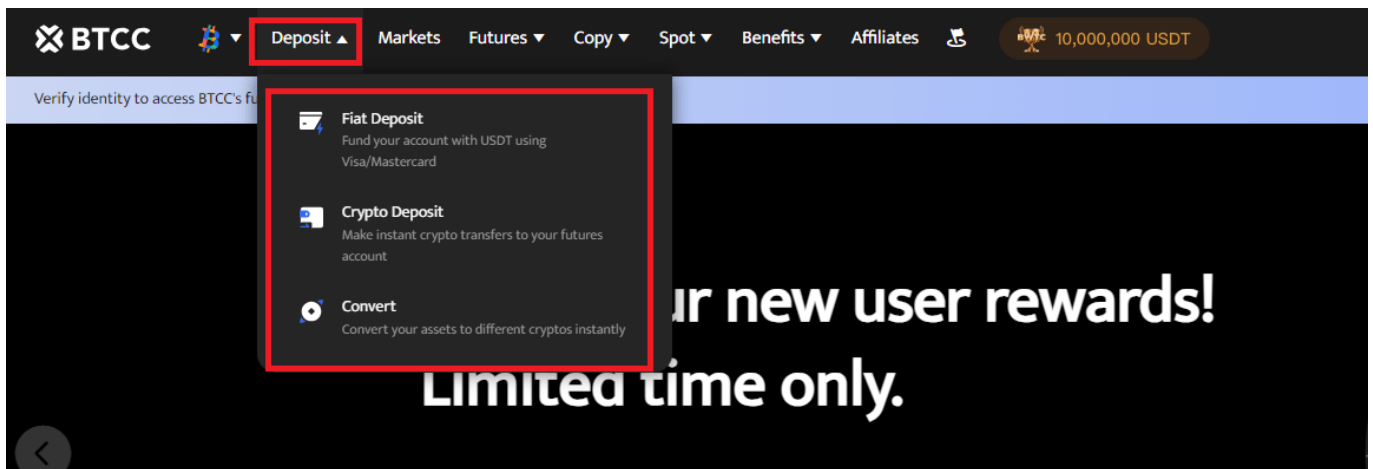 BTCC Deposit Markets Futures Copy Spot Benefits Affiliates 10,000,000 USDT
Verify identity to access BTCC's fu
Fiat Deposit
Fund your account with USDT using
Visa/Mastercard
Crypto Deposit
Make instant crypto transfers to your futures
account
Convert
Convert your assets to different cryptos instantly
ur new user rewards!
Limited time only.